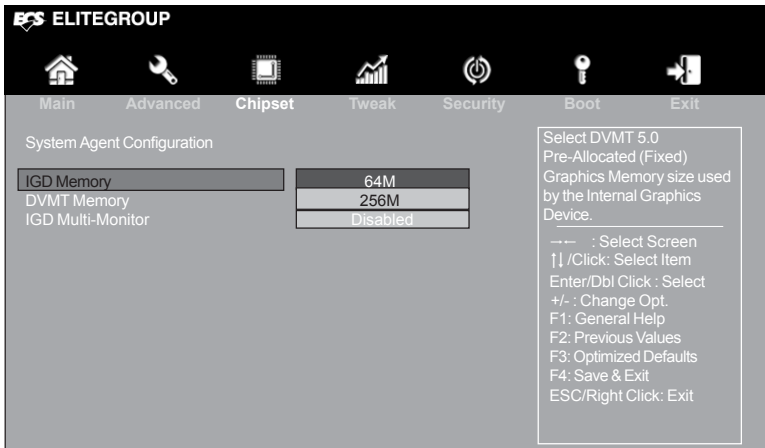 ECS ELITEGROUP
Main Advanced Chipset Tweak Security Boot Exit
System Agent Configuration
IGD Memory 64M
DVMT Memory 256M
IGD Multi-Monitor Disabled
Select DVMT 5.0
Pre-Allocated (Fixed)
Graphics Memory size used
by the Internal Graphics
Device.
→← : Select Screen
↑↓/Click: Select Item
Enter/Dbl Click : Select
+/- : Change Opt.
F1: General Help
F2: Previous Values
F3: Optimized Defaults
F4: Save & Exit
ESC/Right Click: Exit